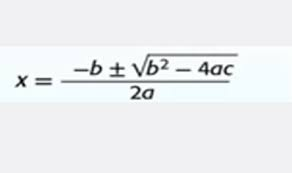 x = (-b ± √(b² - 4ac)) / (2a)